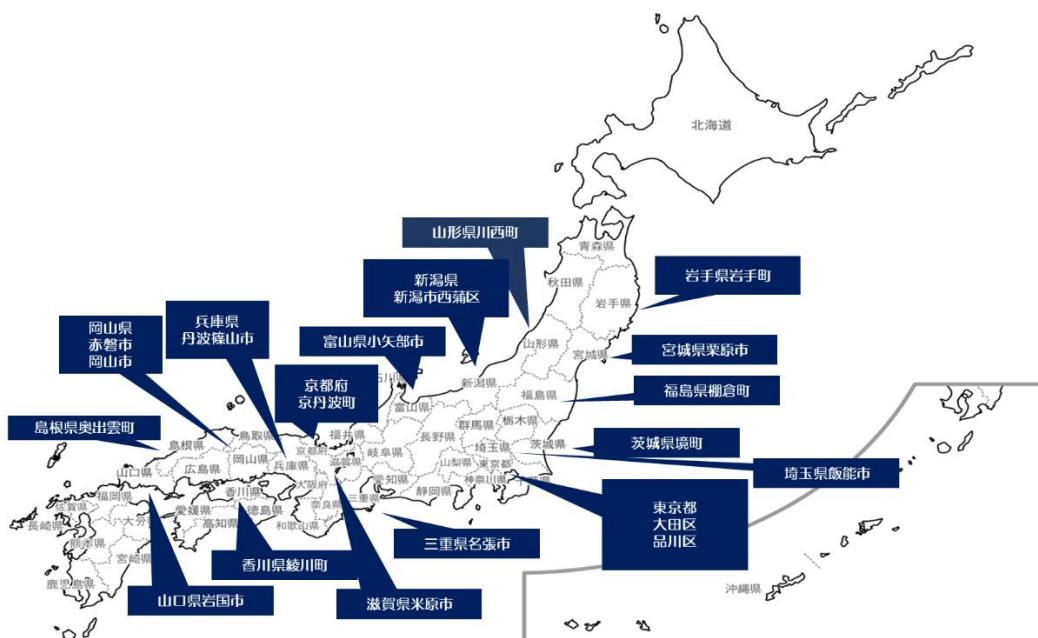 北海道
山形県川西町
青森県
新潟県
新潟市西蒲区
秋田県
岩手県
岩手県岩手町
岡山県
赤磐市
岡山市
兵庫県
丹波篠山市
富山県小矢部市
山形県
宮城県
宮城県栗原市
京都府
京丹波町
新潟県
福島県
福島県棚倉町
富山県
島根県奥出雲町
島根県
鳥取県
福井県
長野県
群馬県
栃木県
茨城県
茨城県境町
京都府
岐阜県
埼玉県
埼玉県飯能市
山口県
広島県
岡山県
兵庫県
滋賀県
山梨県
東京都
愛知県
神奈川県
福岡県
香川県
大阪府
三重県
静岡県
佐賀県
愛媛県
徳島県
奈良県
長崎県
高知県
和歌山県
東京都
大田区
品川区
熊本県
宮崎県
三重県名張市
香川県綾川町
鹿児島県
山口県岩国市
滋賀県米原市
沖縄県